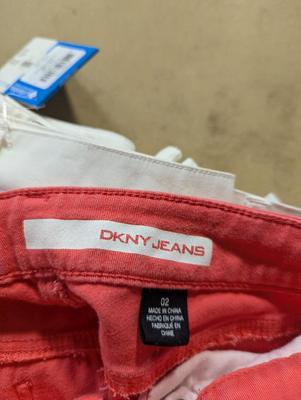 DKNY JEANS
02
MADE IN CHINA
HECHO EN CHINA
FABRIQUÉ EN
CHINE